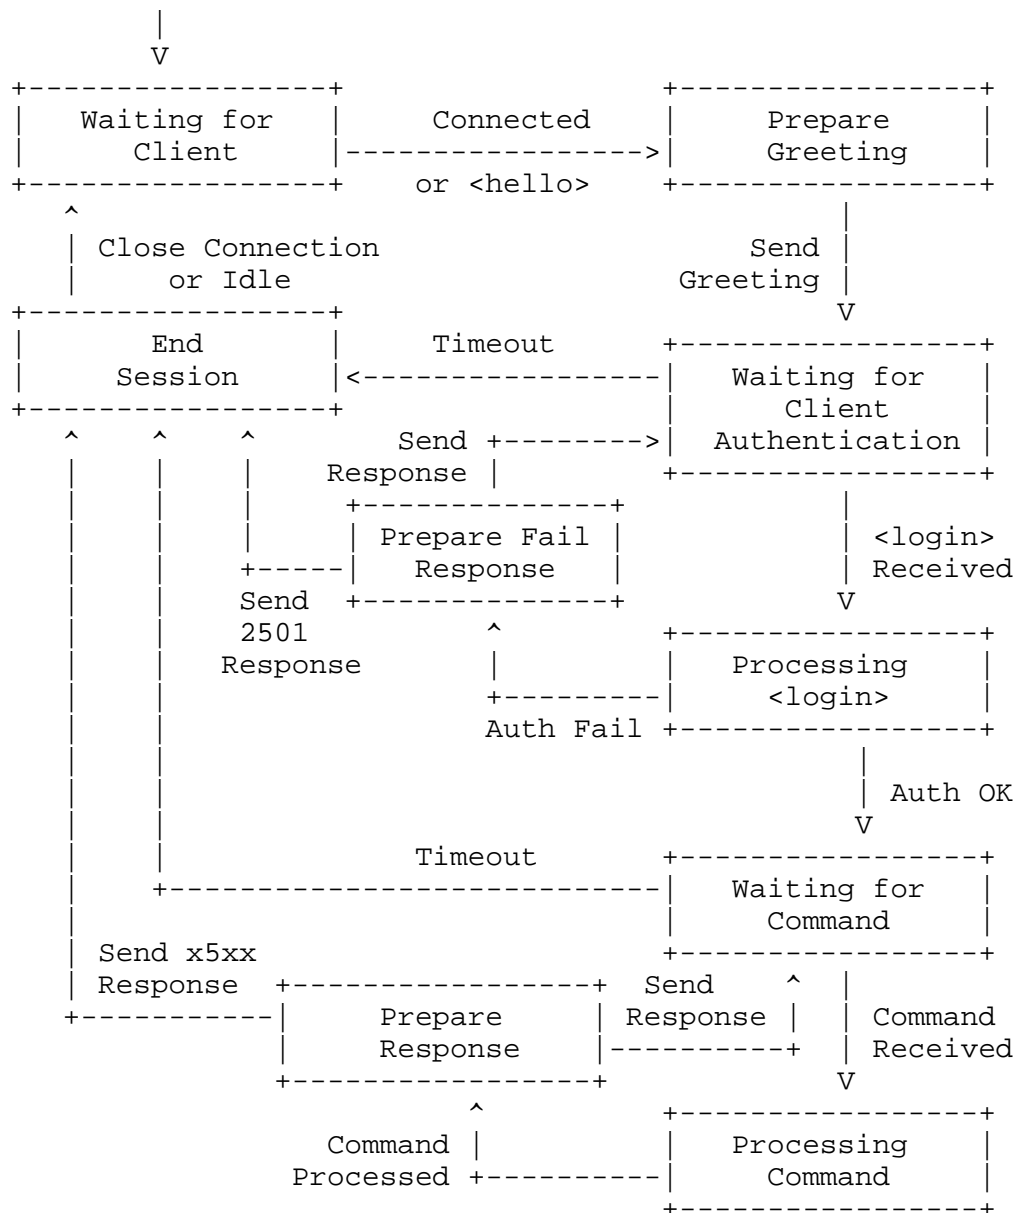 Waiting for Connected Prepare
Client Greeting
or <hello>
Close Connection Send
or Idle Greeting
End Timeout
Session Waiting for
Client
Send Authentication
Response
Prepare Fail <login>
Response Received
Send
2501
Response Processing
<login>
Auth Fail
Auth OK
Timeout
Waiting for
Command
Send x5xx
Response Send
Prepare Response Command
Response Received
Command Processing
Processed Command